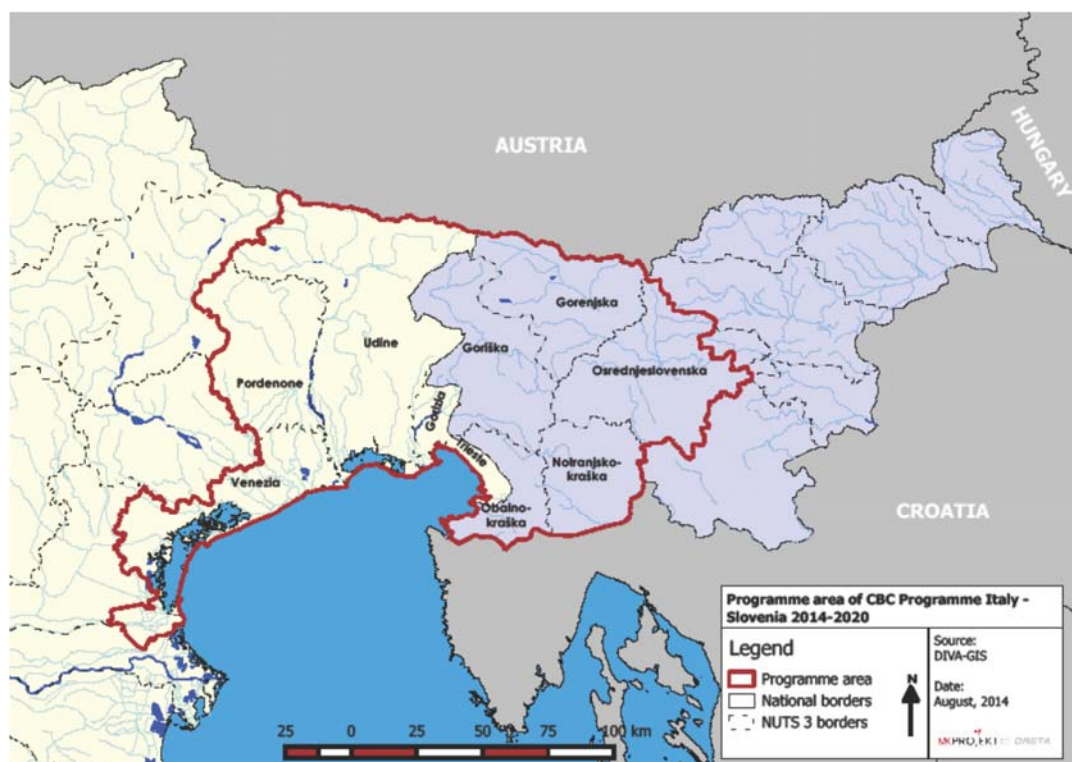 AUSTRIA
HUNGARY
Gorenjska
Udine
Goriška
Osrednjeslovenska
Pordenone
Gorizia
Trieste
Notranjsko-
kraška
Venezia
Obalno-
kraška
CROATIA
Programme area of CBC Programme Italy -
Slovenia 2014-2020
Legend
Programme area
National borders
NUTS 3 borders
N
Source:
DIVA-GIS
Date:
August, 2014
25 0 25 50 75 100 km